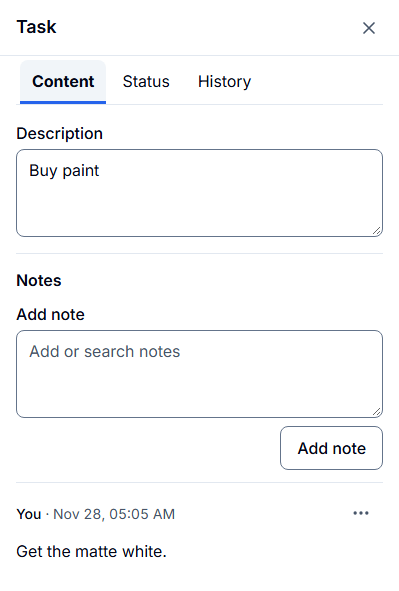 Task
Content Status History
Description
Buy paint
Notes
Add note
Add or search notes
Add note
You · Nov 28, 05:05 AM
Get the matte white.